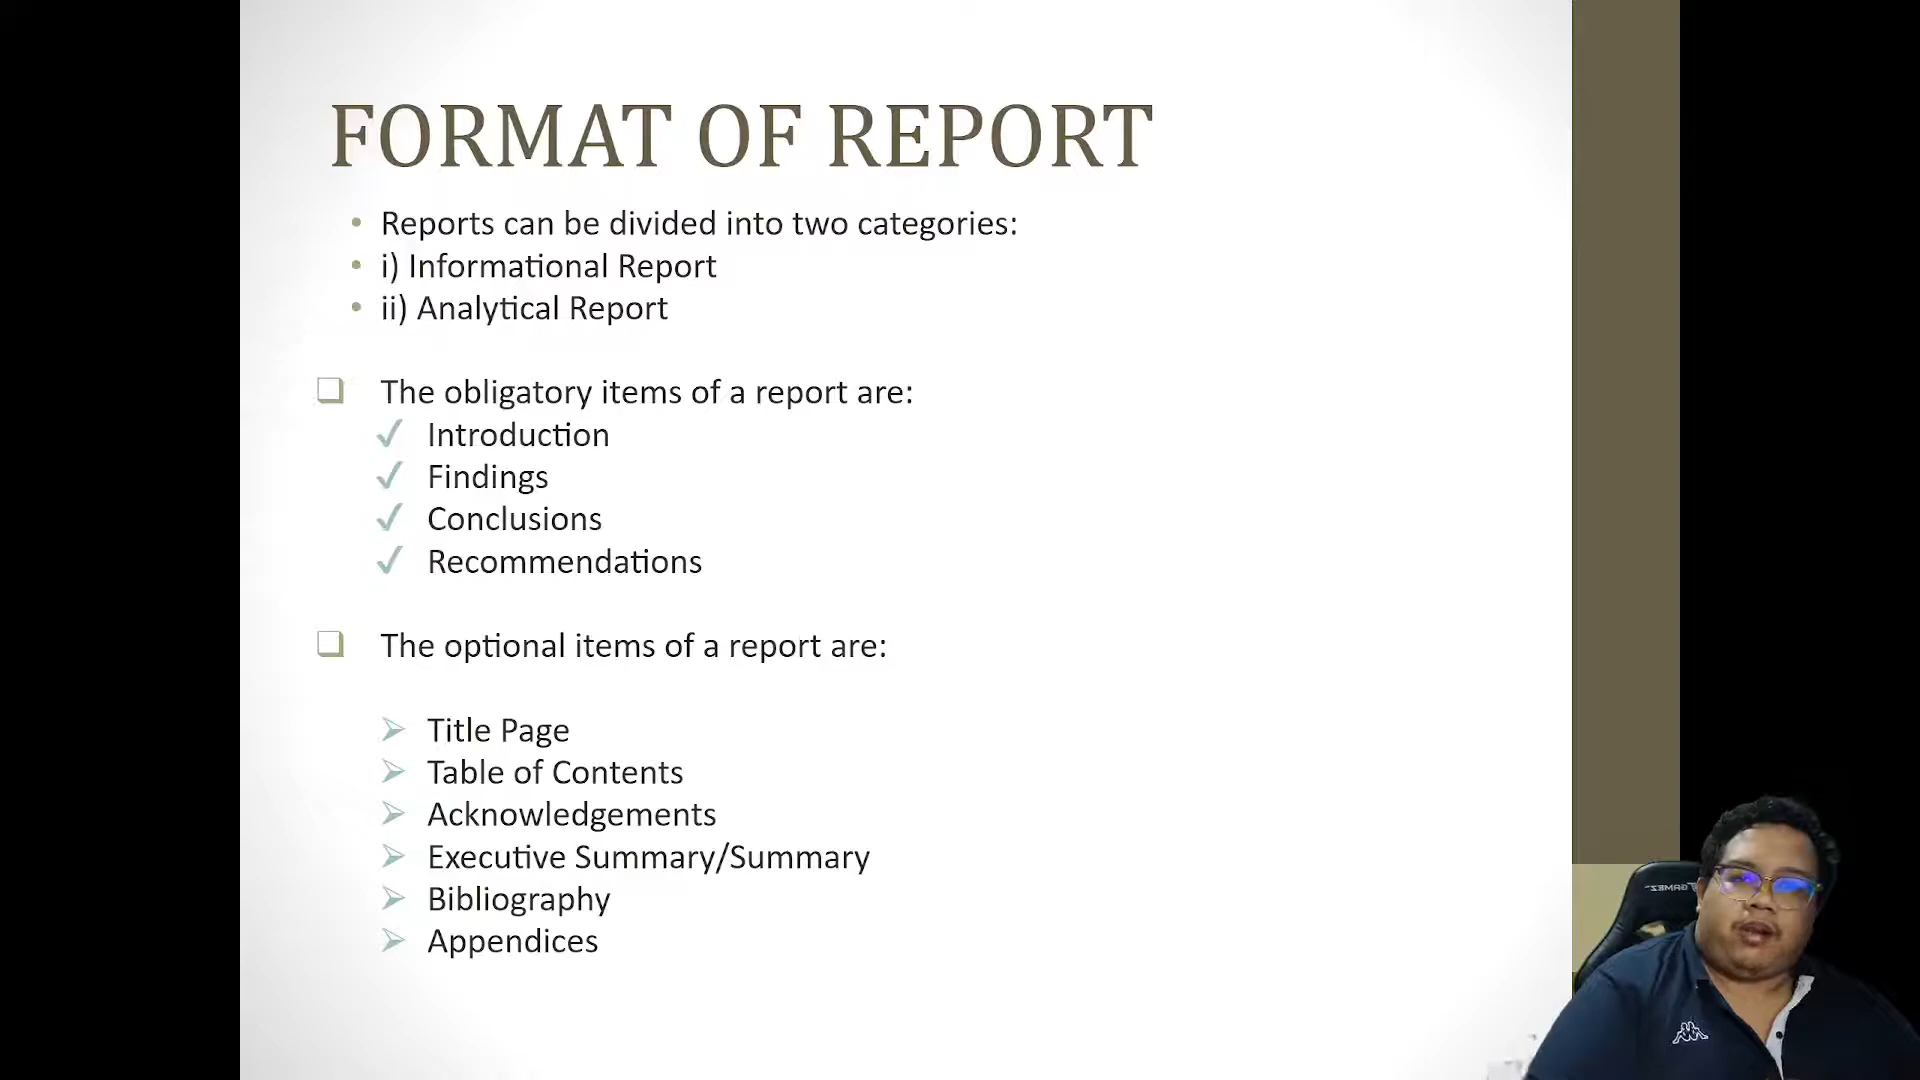 FORMAT OF REPORT
Reports can be divided into two categories:
i) Informational Report
ii) Analytical Report
The obligatory items of a report are:
Introduction
Findings
Conclusions
Recommendations
The optional items of a report are:
Title Page
Table of Contents
Acknowledgements
Executive Summary/Summary
Bibliography
Appendices